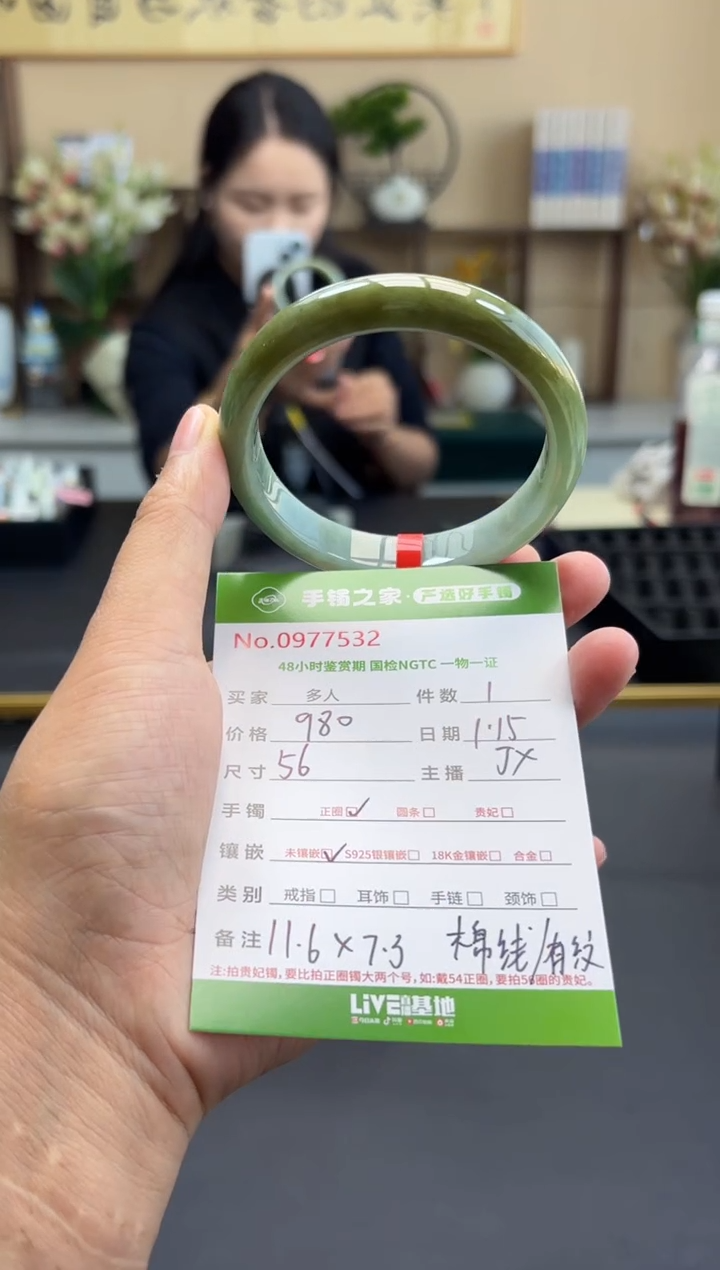 手镯之家·严选好手镯
No.0977532
48小时鉴赏期 国检NGTC 一物一证
买家 多人 件数 1
价格 980 日期 1.15
尺寸 56 主播 JX
手镯 正圈☑ 圆条□ 贵妃□
镶嵌 未镶嵌☑ S925银镶嵌□ 18K金镶嵌□ 合金□
类别 戒指□ 耳饰□ 手链□ 颈饰□
备注 11.6×7.3 棉线/有纹
注:拍贵妃镯,要比拍正圈镯大两个号,如:戴54正圈,要拍56圈的贵妃。
LiVE基地